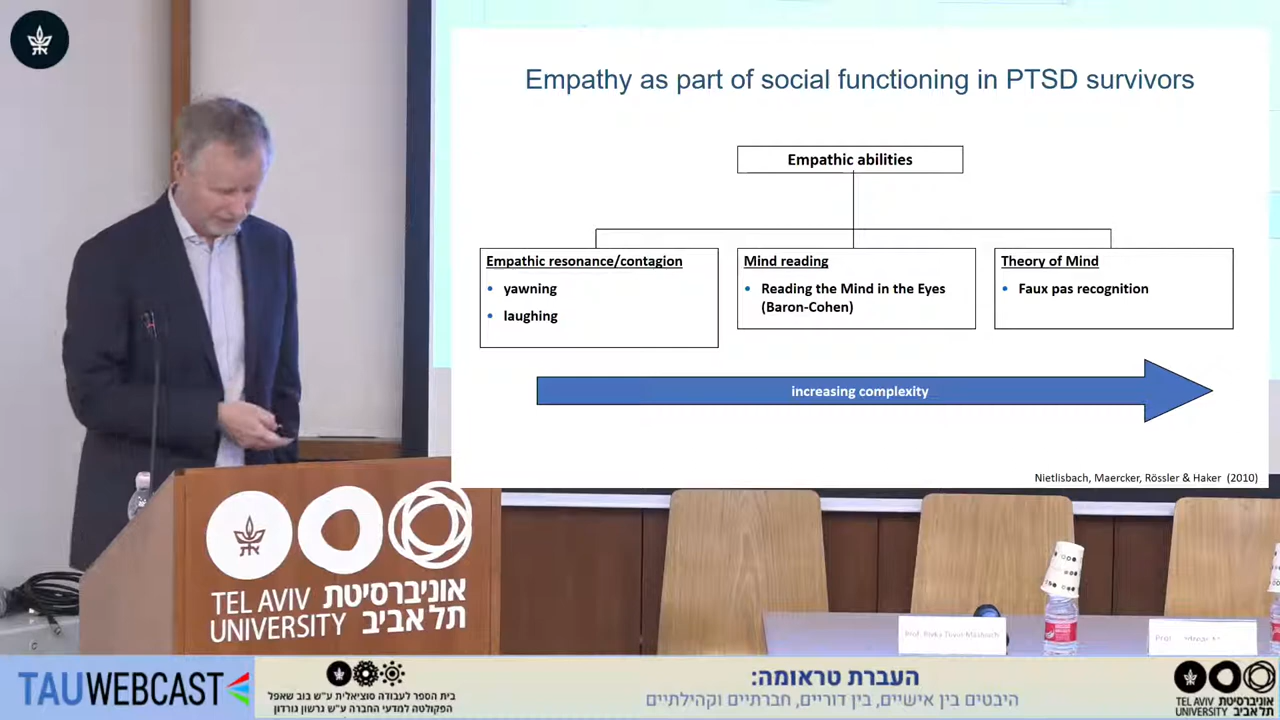 Empathy as part of social functioning in PTSD survivors
Empathic abilities
Empathic resonance/contagion
• yawning
• laughing
Mind reading
• Reading the Mind in the Eyes
(Baron-Cohen)
Theory of Mind
• Faux pas recognition
increasing complexity
Nietlisbach, Maercker, Rössler & Haker (2010)
TEL AVIV אוניברסיטת
UNIVERSITY תל אביב
Prof.
TAUWEBCAST
בית הספר לעבודה סוציאלית ע"ש בוב שאפל
הפקולטה למדעי החברה ע"ש גרשון גורדון
העברת טראומה:
היבטים בין אישיים, בין דוריים, חברתיים וקהילתיים
TEL AVIV אוניברסיטת
UNIVERSITY תל אביב